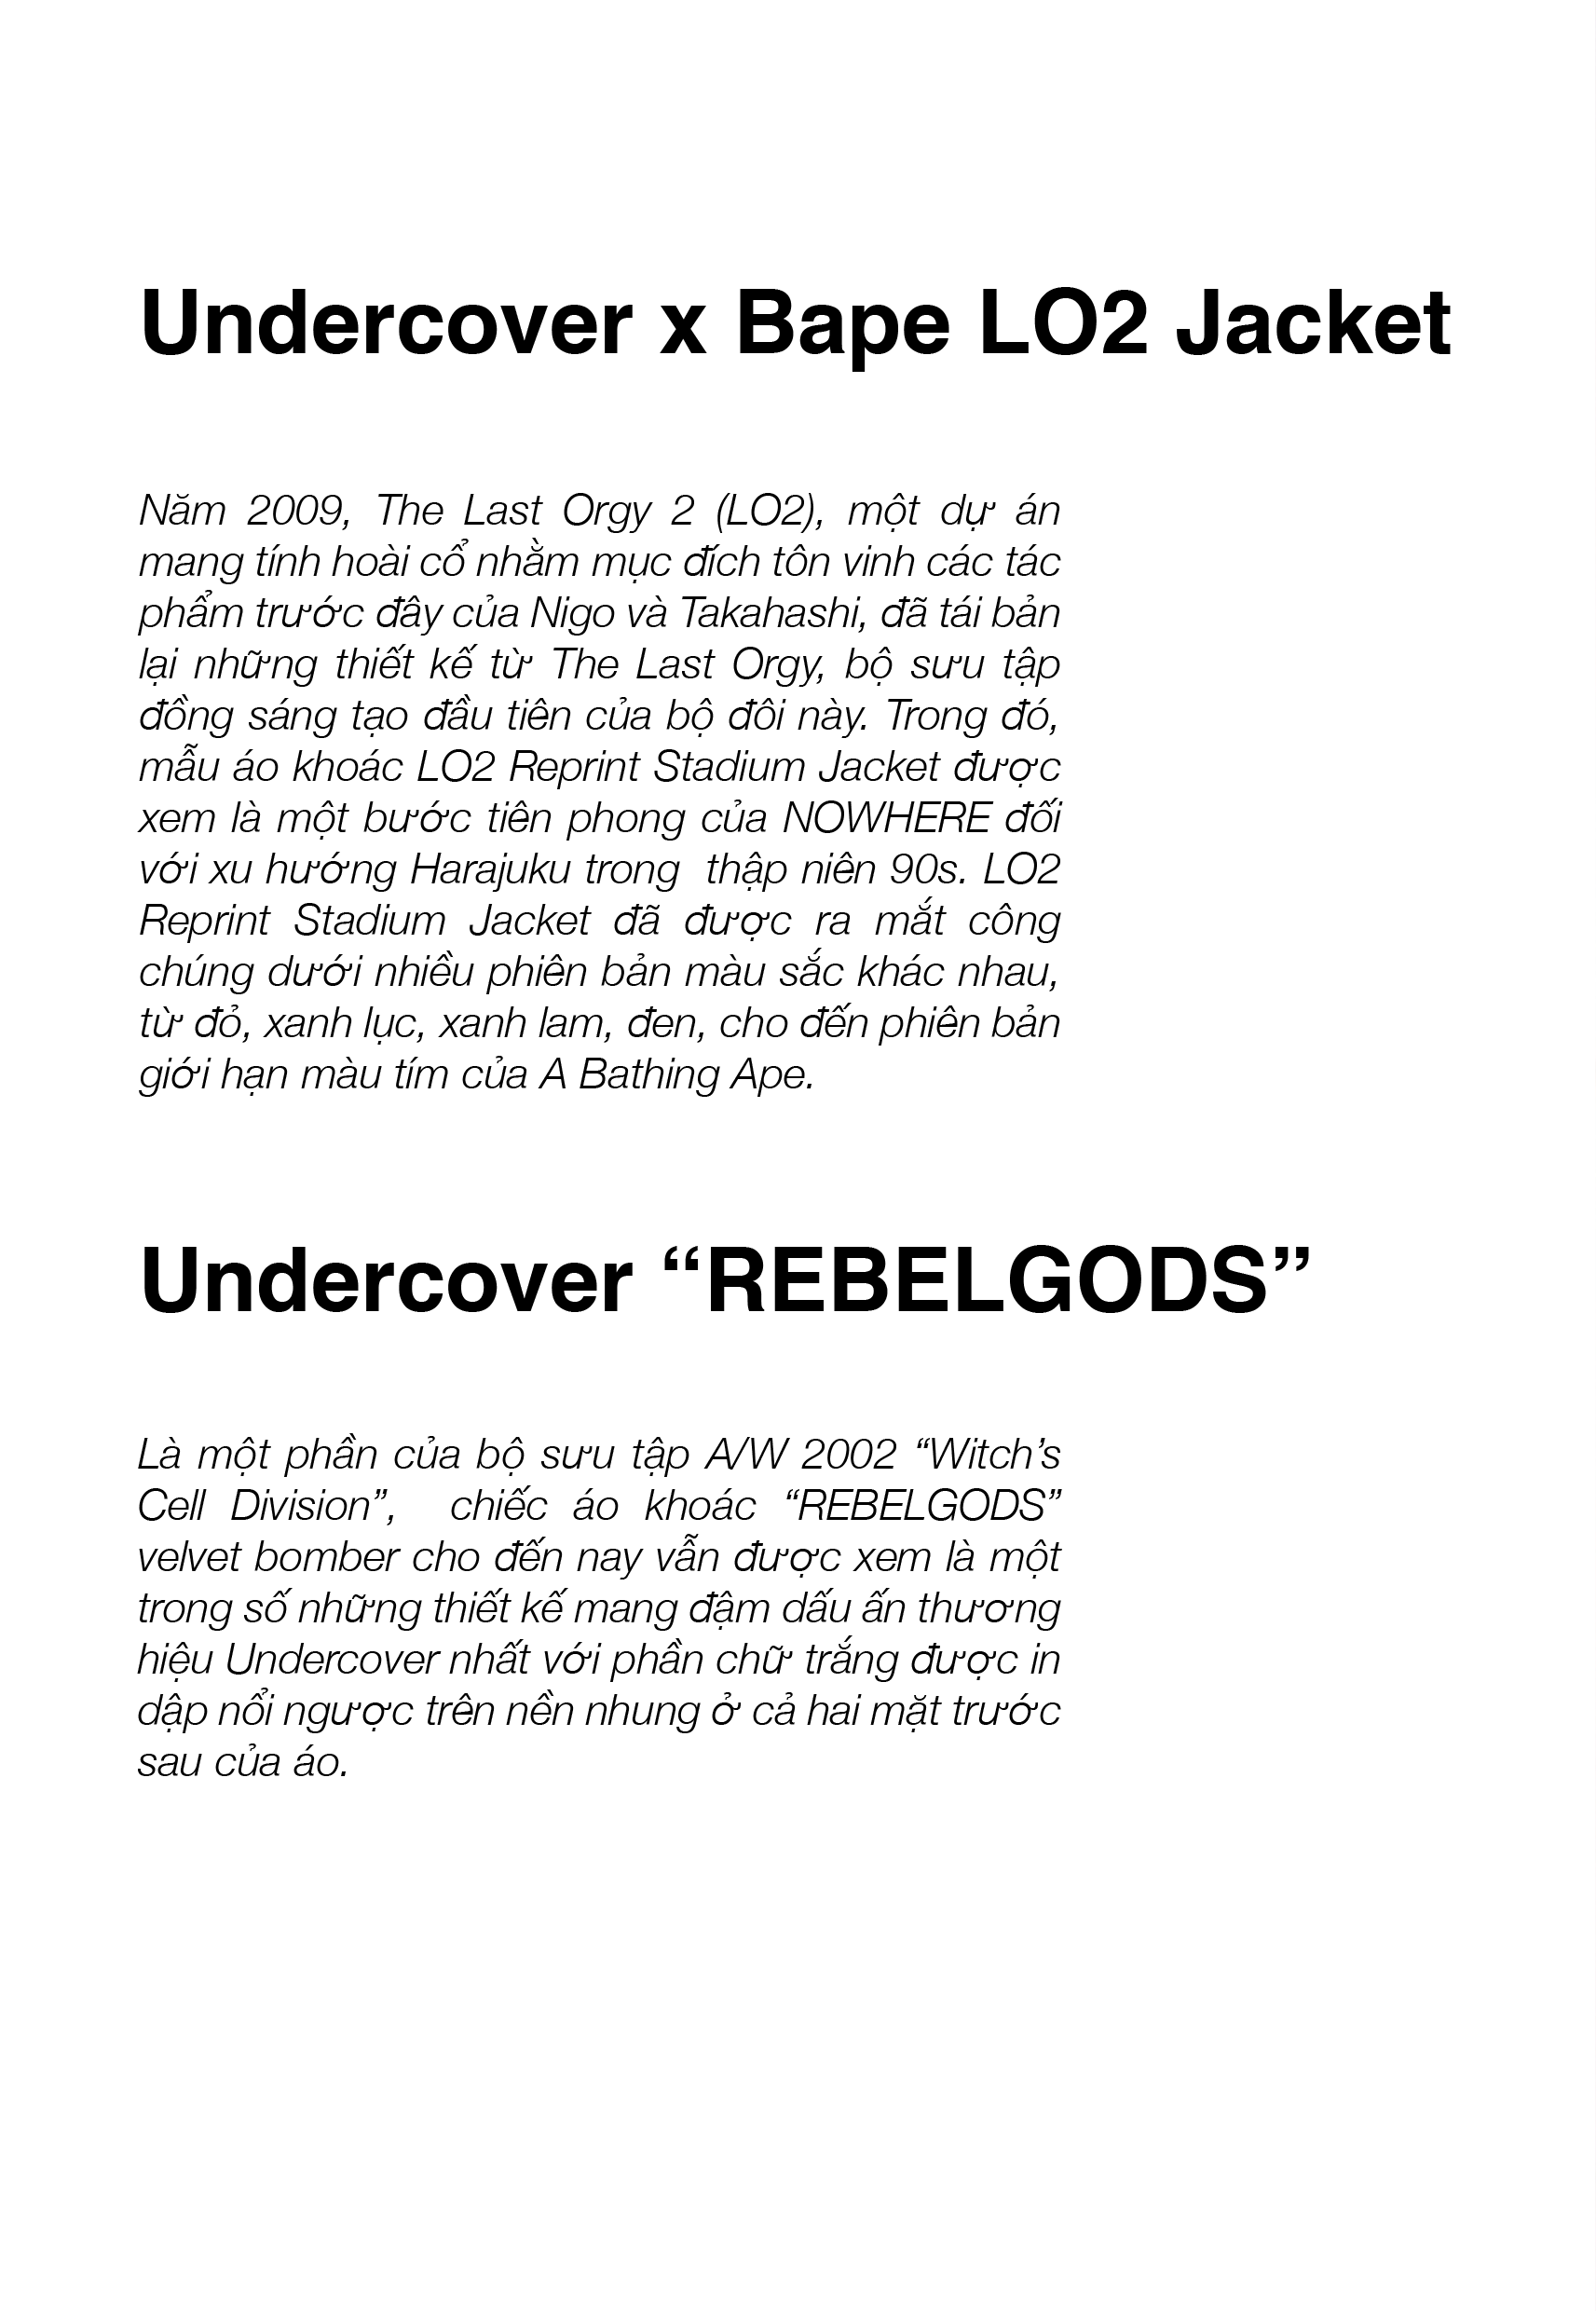 Undercover x Bape LO2 Jacket
Năm 2009, The Last Orgy 2 (LO2), một dự án
mang tính hoài cổ nhằm mục đích tôn vinh các tác
phẩm trước đây của Nigo và Takahashi, đã tái bản
lại những thiết kế từ The Last Orgy, bộ sưu tập
đồng sáng tạo đầu tiên của bộ đôi này. Trong đó,
mẫu áo khoác LO2 Reprint Stadium Jacket được
xem là một bước tiên phong của NOWHERE đối
với xu hướng Harajuku trong  thập niên 90s. LO2
Reprint Stadium Jacket đã được ra mắt công
chúng dưới nhiều phiên bản màu sắc khác nhau,
từ đỏ, xanh lục, xanh lam, đen, cho đến phiên bản
giới hạn màu tím của A Bathing Ape.
Undercover “REBELGODS”
Là một phần của bộ sưu tập A/W 2002 “Witch’s
Cell Division”,  chiếc áo khoác “REBELGODS”
velvet bomber cho đến nay vẫn được xem là một
trong số những thiết kế mang đậm dấu ấn thương
hiệu Undercover nhất với phần chữ trắng được in
dập nổi ngược trên nền nhung ở cả hai mặt trước
sau của áo.